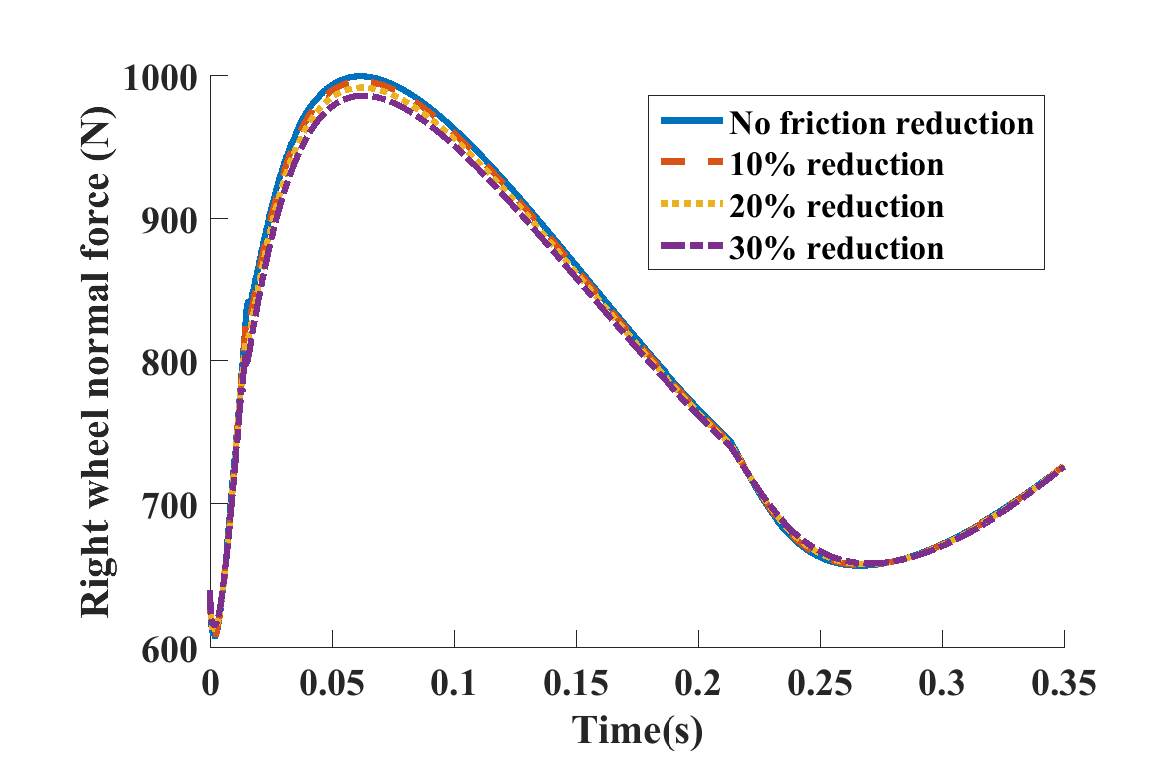 1000
900
800
700
600
Right wheel normal force (N)
No friction reduction
10% reduction
20% reduction
30% reduction
0
0.05
0.1
0.15
0.2
0.25
0.3
0.35
Time(s)